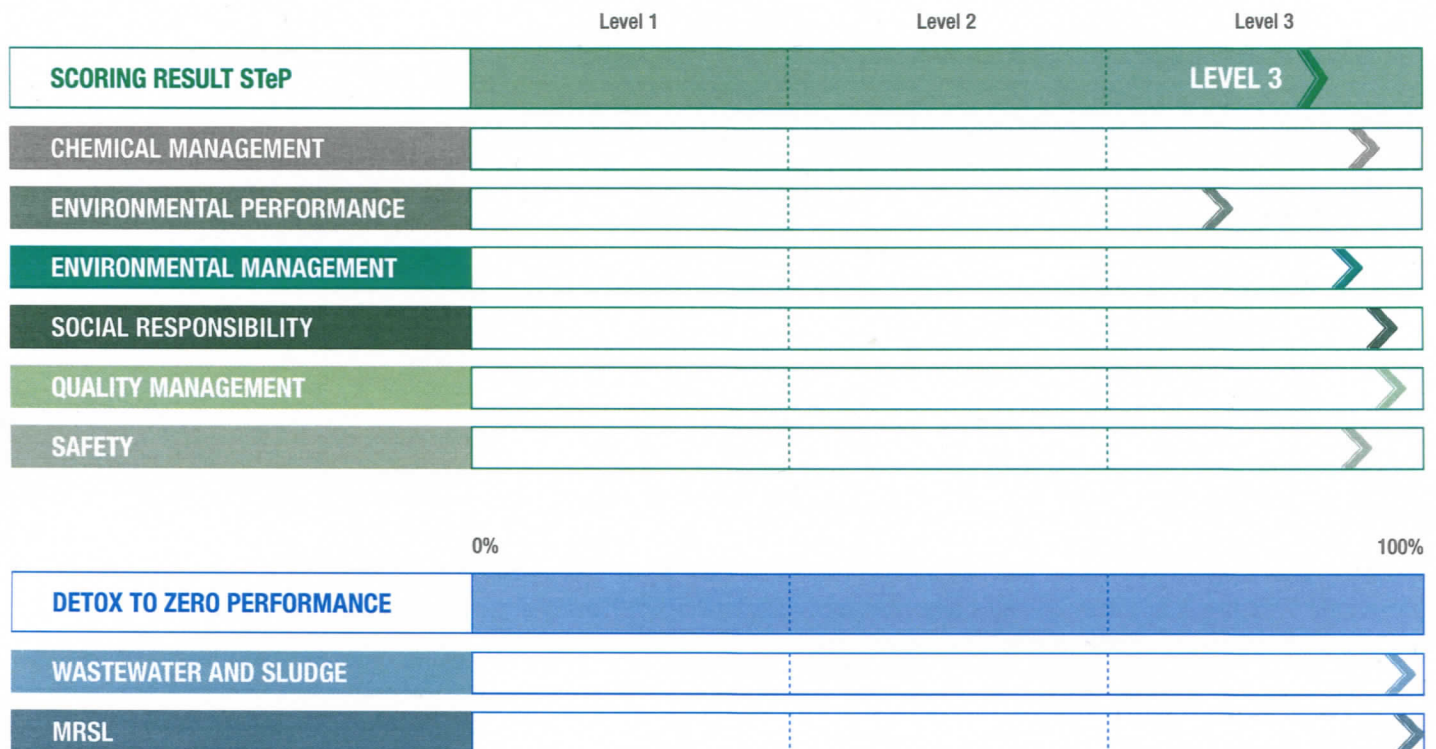 Level 1 Level 2 Level 3
SCORING RESULT STeP LEVEL 3
CHEMICAL MANAGEMENT
ENVIRONMENTAL PERFORMANCE
ENVIRONMENTAL MANAGEMENT
SOCIAL RESPONSIBILITY
QUALITY MANAGEMENT
SAFETY
0% 100%
DETOX TO ZERO PERFORMANCE
WASTEWATER AND SLUDGE
MRSL